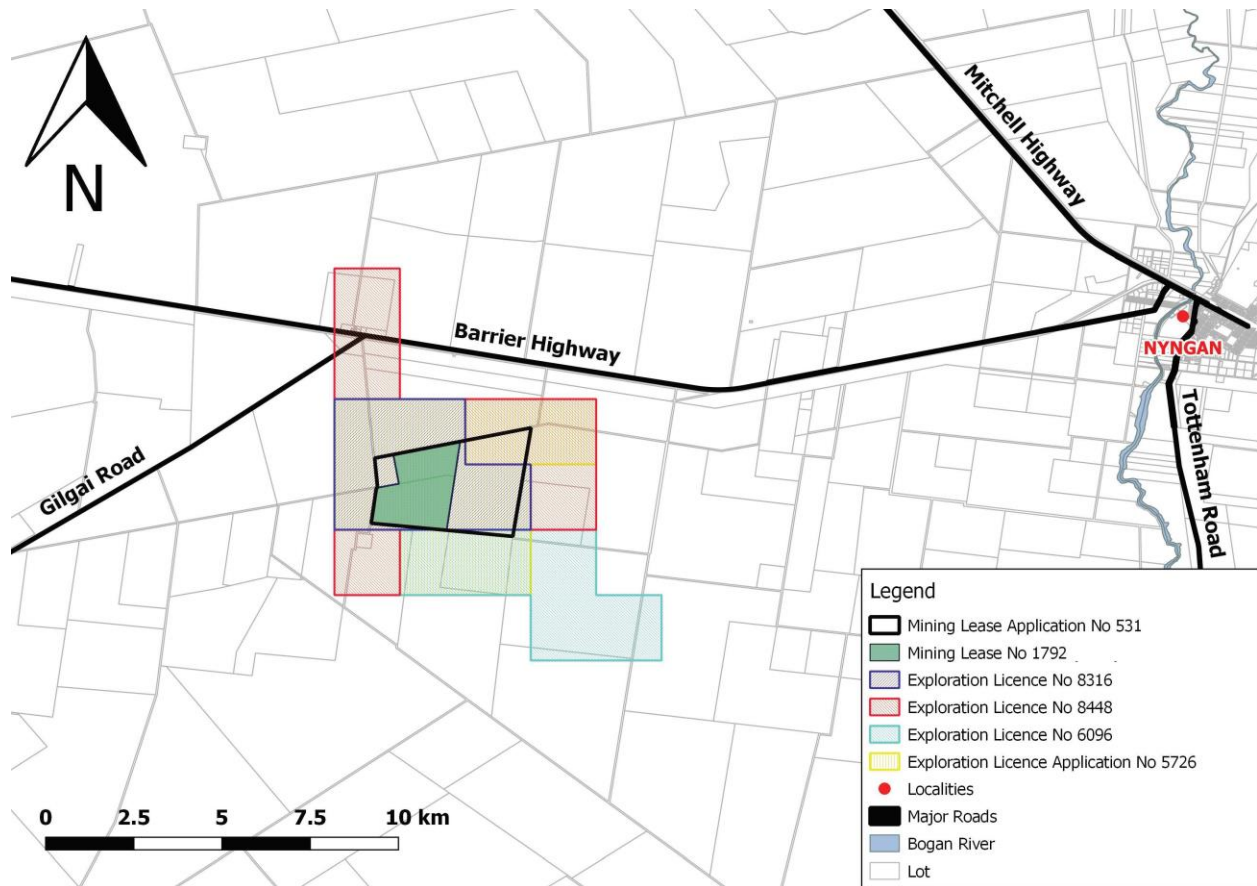 N
Mitchell Highway
Barrier Highway
NYNGAN
Gilgai Road
Tottenham Road
0 2.5 5 7.5 10 km
Legend
Mining Lease Application No 531
Mining Lease No 1792
Exploration Licence No 8316
Exploration Licence No 8448
Exploration Licence No 6096
Exploration Licence Application No 5726
Localities
Major Roads
Bogan River
Lot